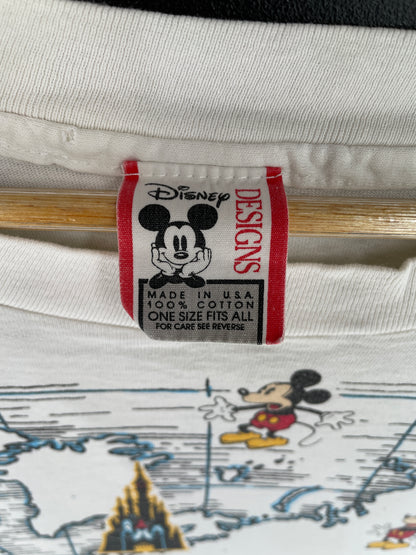 Disney
DESIGNS
MADE IN U.S.A.
100% COTTON
ONE SIZE FITS ALL
FOR CARE SEE REVERSE